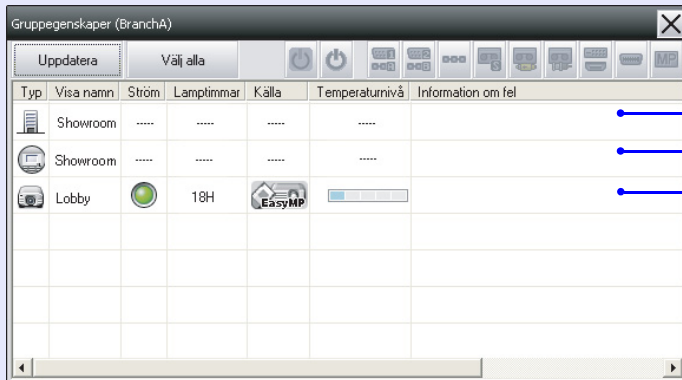 Gruppegenskaper (BranchA)
Uppdatera Välj alla MP
Typ Visa namn Ström Lamptimmar Källa Temperaturnivå Information om fel
Showroom ----- ----- ----- -----
Showroom ----- ----- ----- -----
Lobby 18H EasyMP